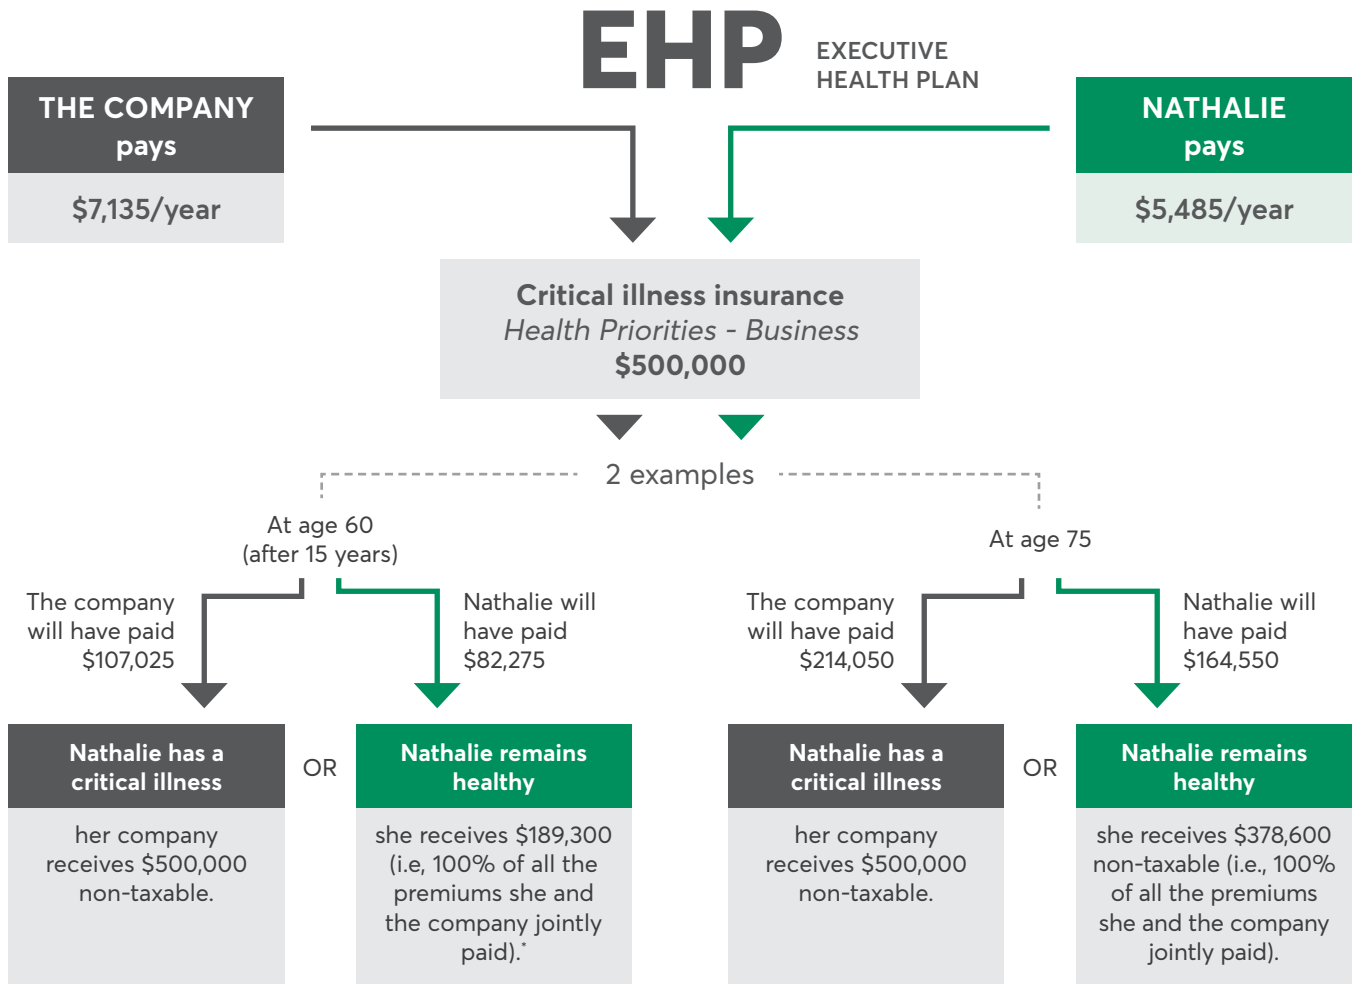 EHP
EXECUTIVE
HEALTH PLAN
THE COMPANY
pays
$7,135/year
NATHALIE
pays
$5,485/year
Critical illness insurance
Health Priorities - Business
$500,000
2 examples
At age 60
(after 15 years)
The company
will have paid
$107,025
Nathalie will
have paid
$82,275
Nathalie has a
critical illness
her company
receives $500,000
non-taxable.
OR
Nathalie remains
healthy
she receives $189,300
(i.e, 100% of all the
premiums she and
the company jointly
paid).*
At age 75
The company
will have paid
$214,050
Nathalie will
have paid
$164,550
Nathalie has a
critical illness
her company
receives $500,000
non-taxable.
OR
Nathalie remains
healthy
she receives $378,600
non-taxable (i.e., 100%
of all the premiums
she and the company
jointly paid).